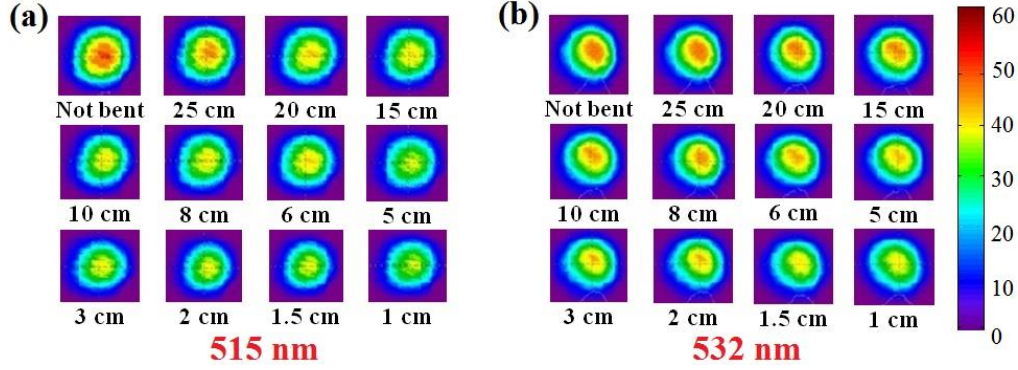 (a)
Not bent 25 cm 20 cm 15 cm
10 cm 8 cm 6 cm 5 cm
3 cm 2 cm 1.5 cm 1 cm
515 nm
(b)
Not bent 25 cm 20 cm 15 cm
10 cm 8 cm 6 cm 5 cm
3 cm 2 cm 1.5 cm 1 cm
532 nm
60
50
40
30
20
10
0